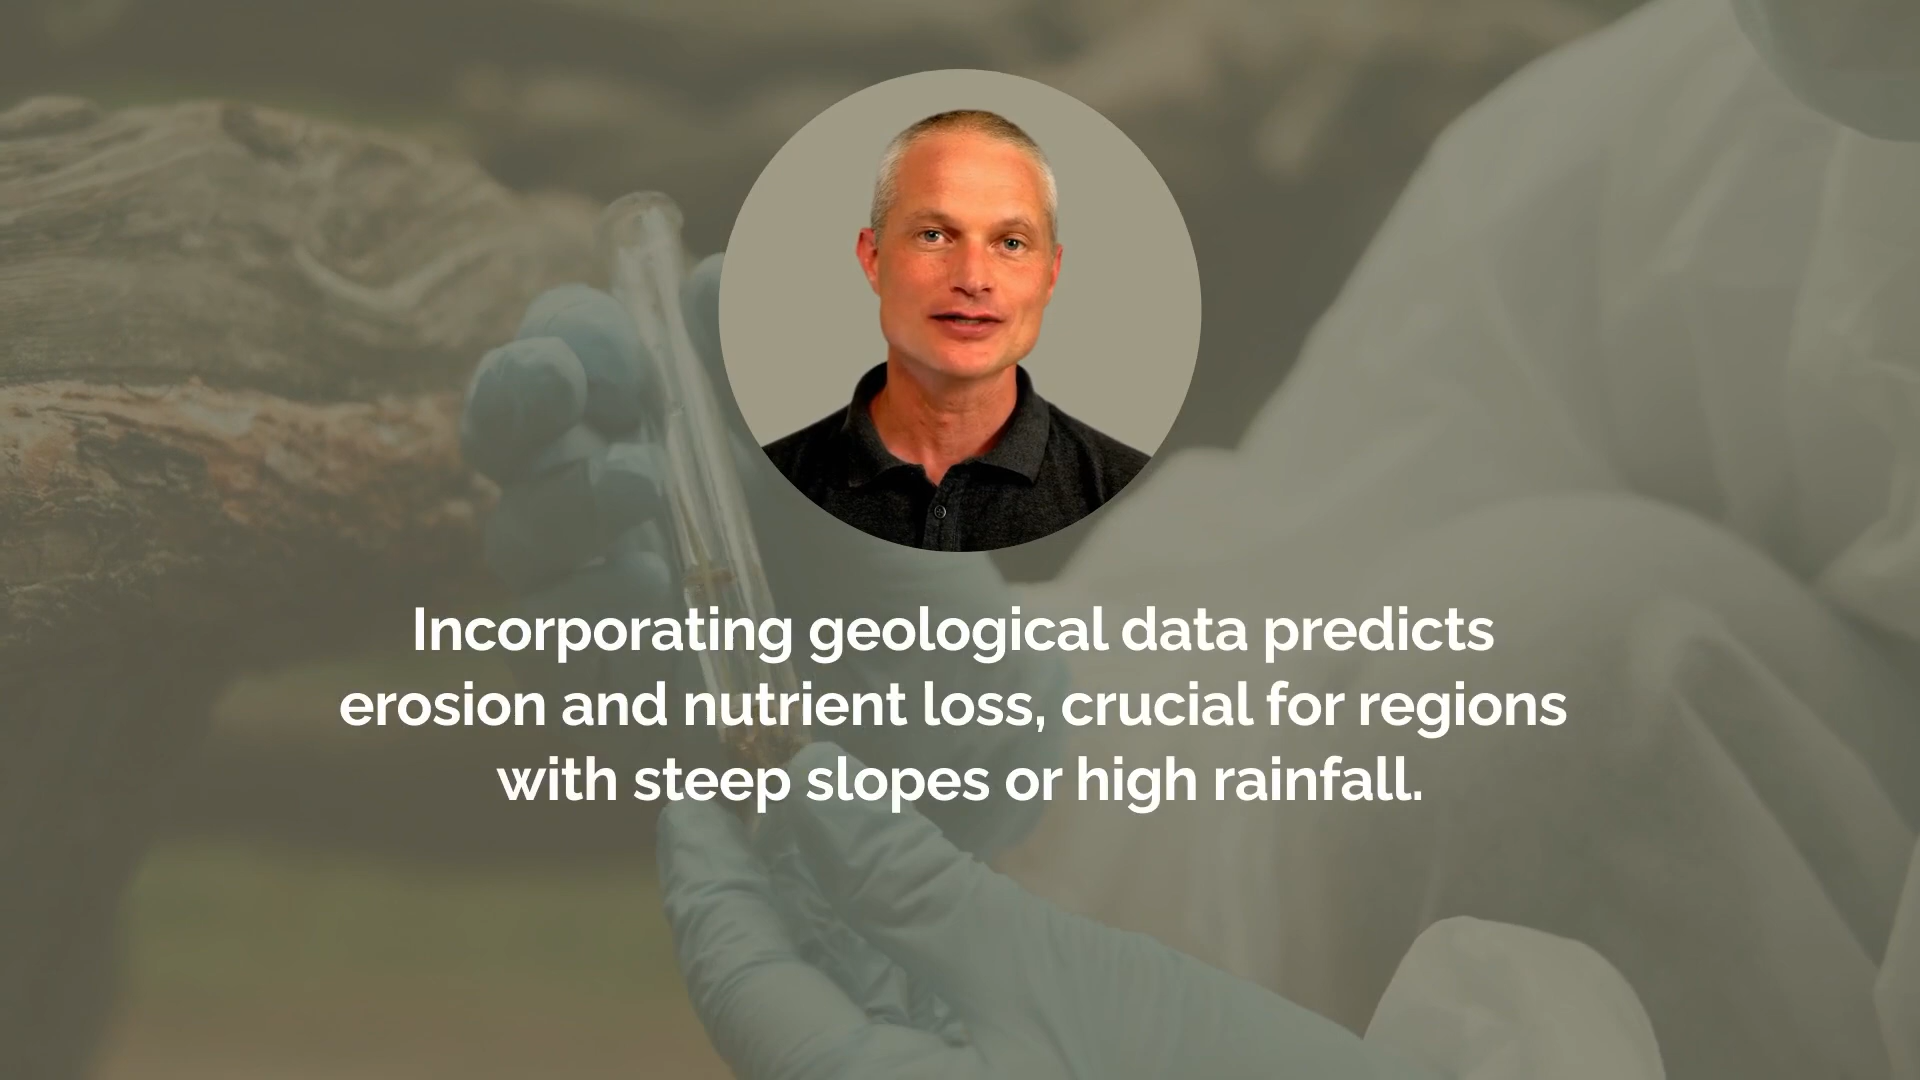 Incorporating geological data predicts
erosion and nutrient loss, crucial for regions
with steep slopes or high rainfall.